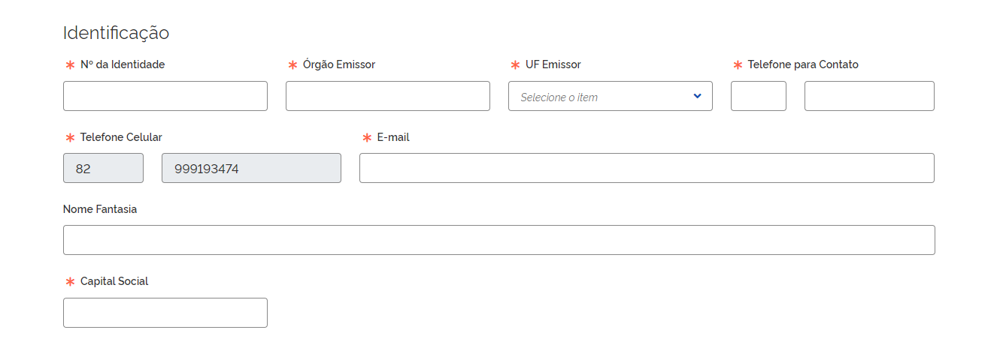 Identificação
* Nº da Identidade * Órgão Emissor * UF Emissor * Telefone para Contato
Selecione o item
* Telefone Celular * E-mail
82 999193474
Nome Fantasia
* Capital Social